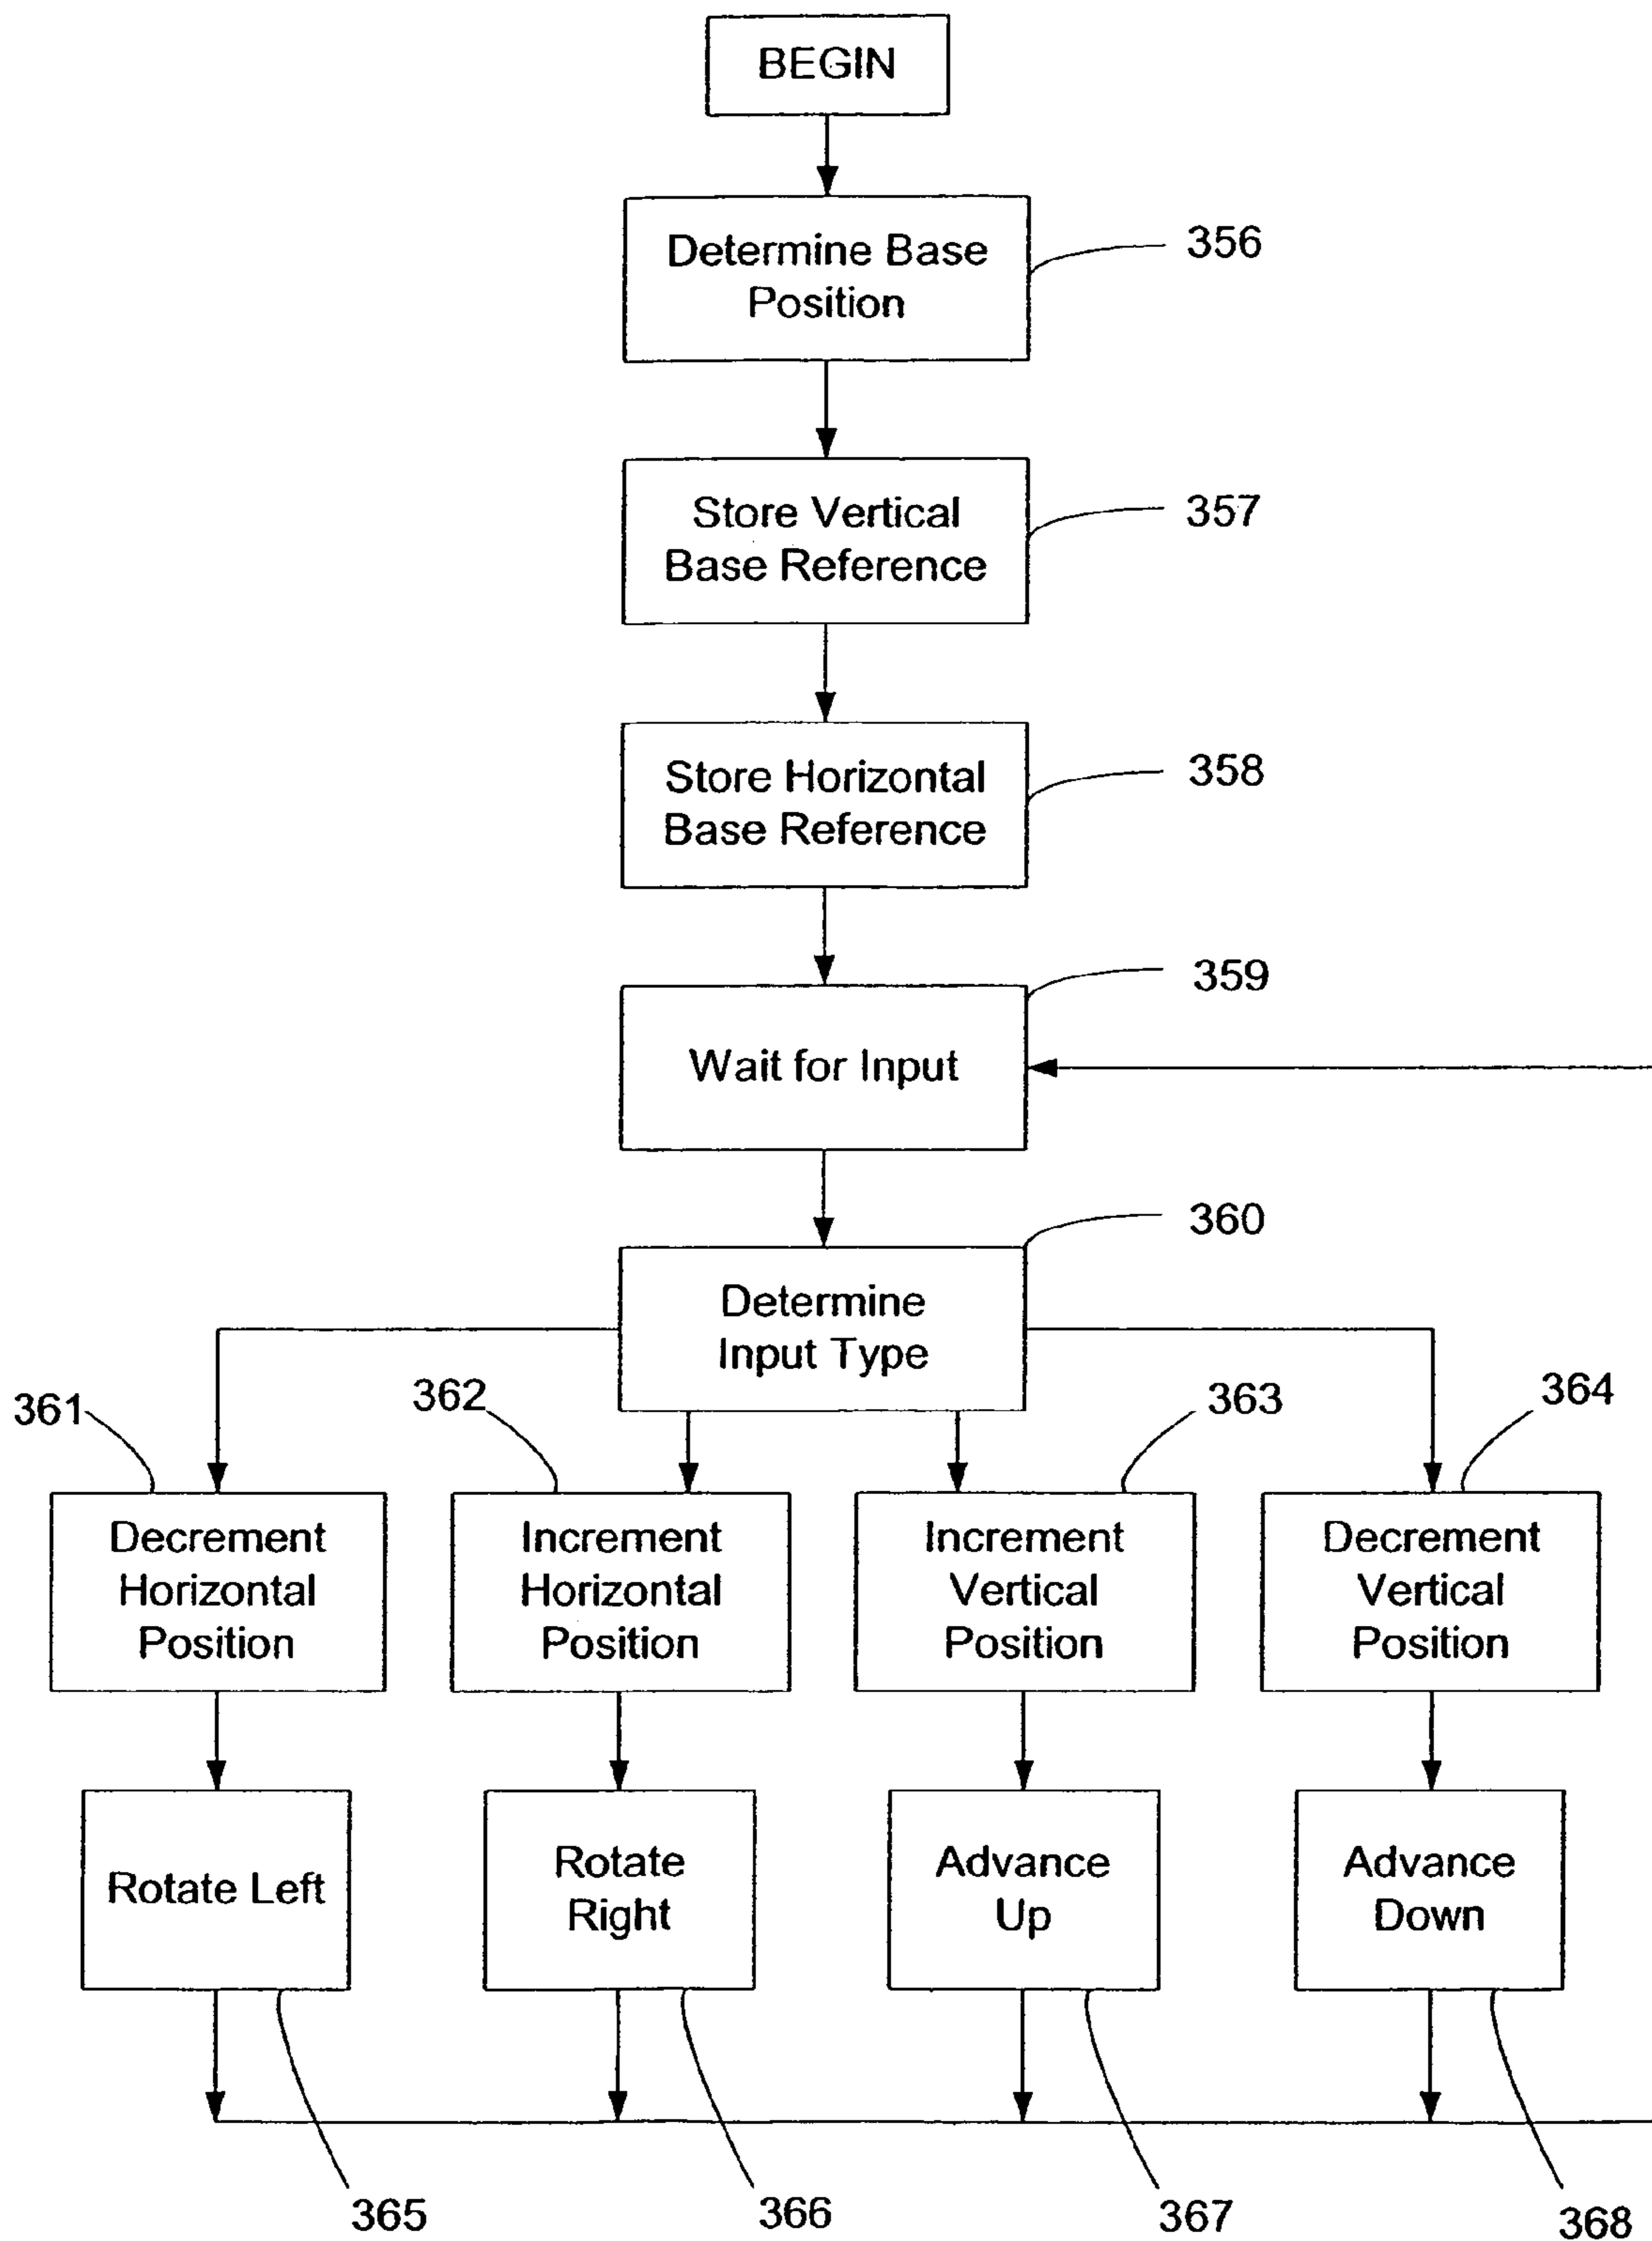 BEGIN
Determine Base
Position
356
Store Vertical
Base Reference
357
Store Horizontal
Base Reference
358
359
Wait for Input
360
Determine
Input Type
361
362
363
364
Decrement
Horizontal
Position
Increment
Horizontal
Position
Increment
Vertical
Position
Decrement
Vertical
Position
Rotate Left
Rotate
Right
Advance
Up
Advance
Down
365
366
367
368